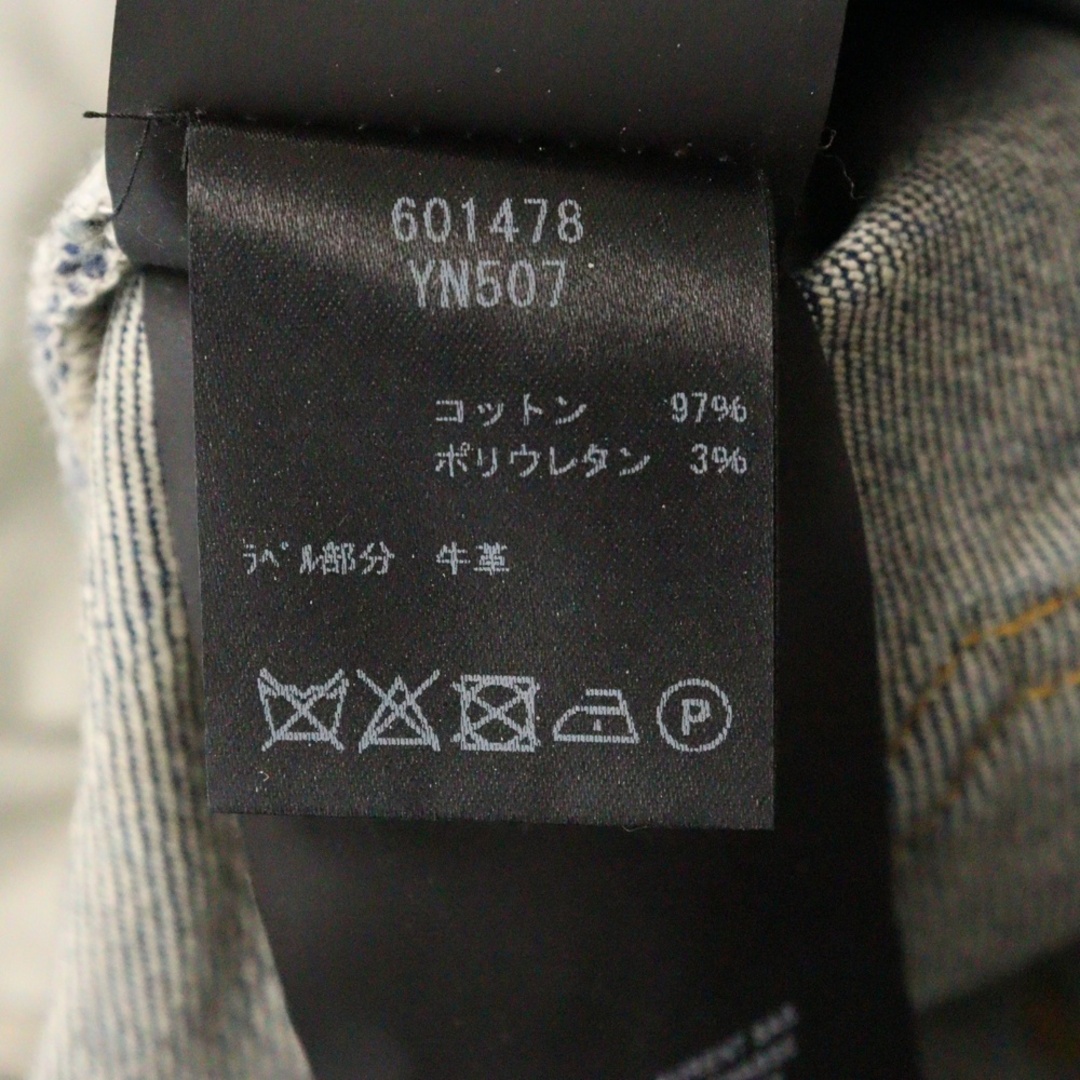 601478
YN507
コットン 97%
ポリウレタン 3%
ラベル部分 牛革
P